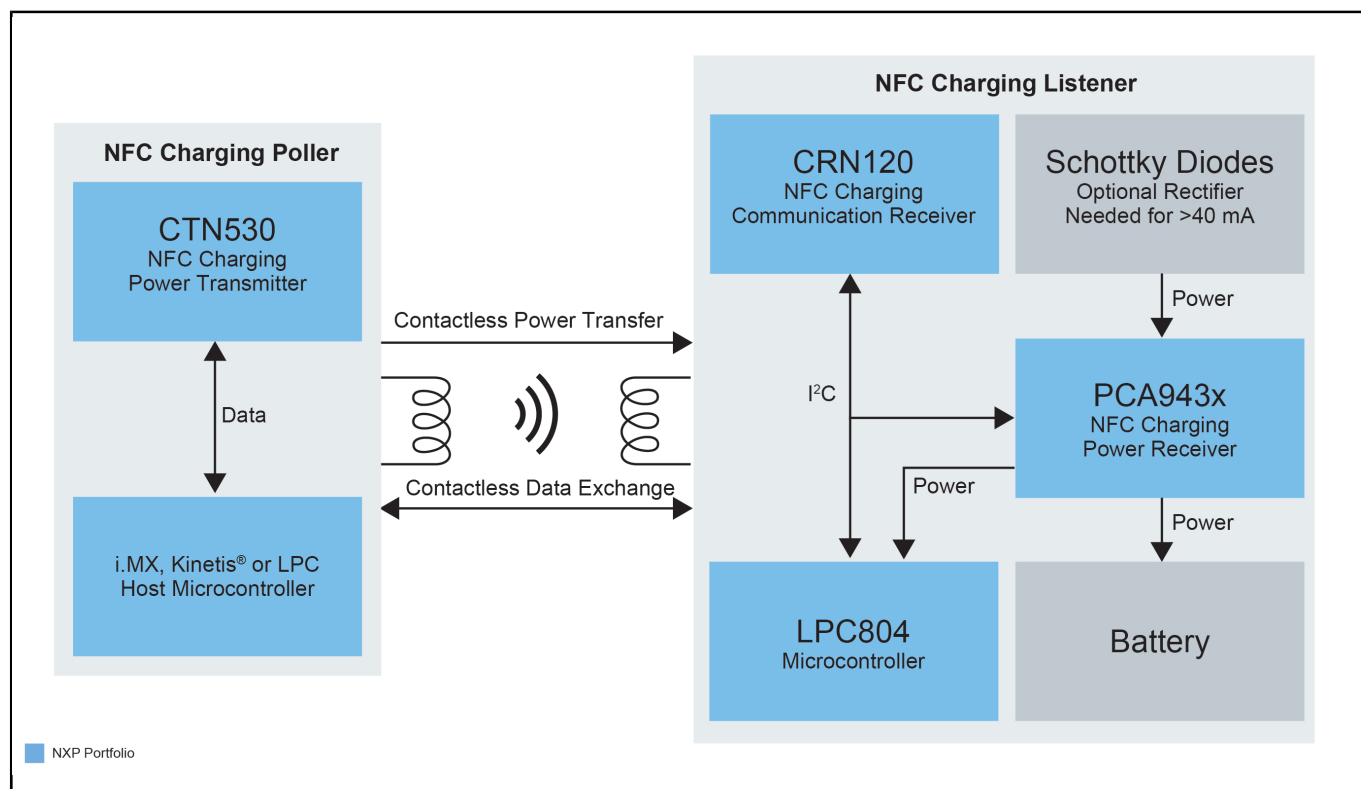 NFC Charging Poller
CTN530
NFC Charging
Power Transmitter
Data
i.MX, Kinetis® or LPC
Host Microcontroller
Contactless Power Transfer
Contactless Data Exchange
NFC Charging Listener
CRN120
NFC Charging
Communication Receiver
Schottky Diodes
Optional Rectifier
Needed for >40 mA
Power
I²C
PCA943x
NFC Charging
Power Receiver
Power
Power
LPC804
Microcontroller
Battery
NXP Portfolio